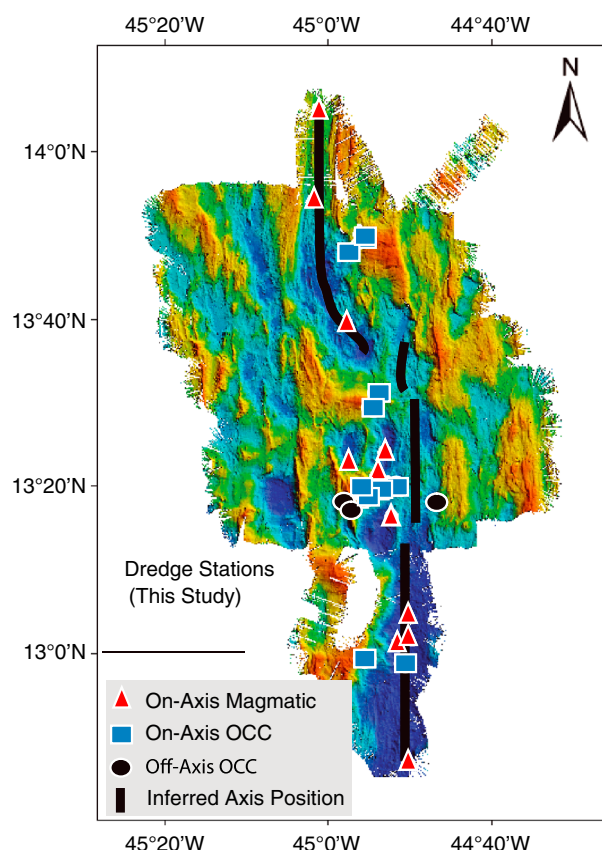 45°20'W 45°0'W 44°40'W
N
14°0'N
13°40'N
13°20'N
Dredge Stations
(This Study)
13°0'N
On-Axis Magmatic
On-Axis OCC
Off-Axis OCC
Inferred Axis Position
45°20'W 45°0'W 44°40'W